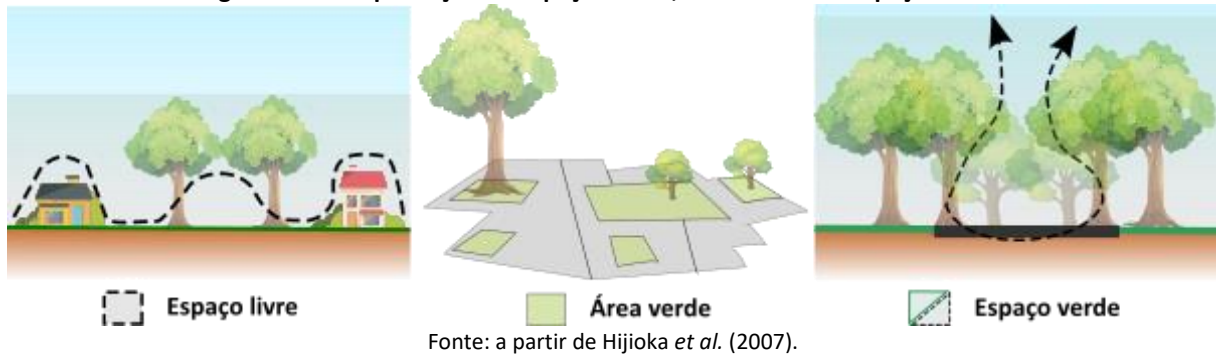 Espaço livre
Área verde
Espaço verde
Fonte: a partir de Hijioka et al. (2007).